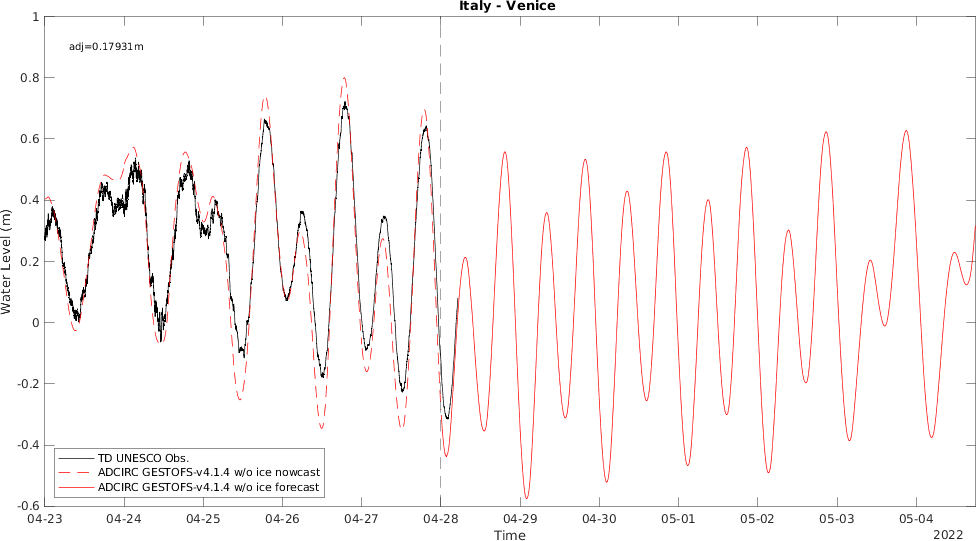 Italy - Venice
adj=0.17931m
1
0.8
0.6
0.4
0.2
0
-0.2
-0.4
-0.6
Water Level (m)
TD UNESCO Obs.
ADCIRC GESTOFS-v4.1.4 w/o ice nowcast
ADCIRC GESTOFS-v4.1.4 w/o ice forecast
04-23 04-24 04-25 04-26 04-27 04-28 04-29 04-30 05-01 05-02 05-03 05-04
Time
2022